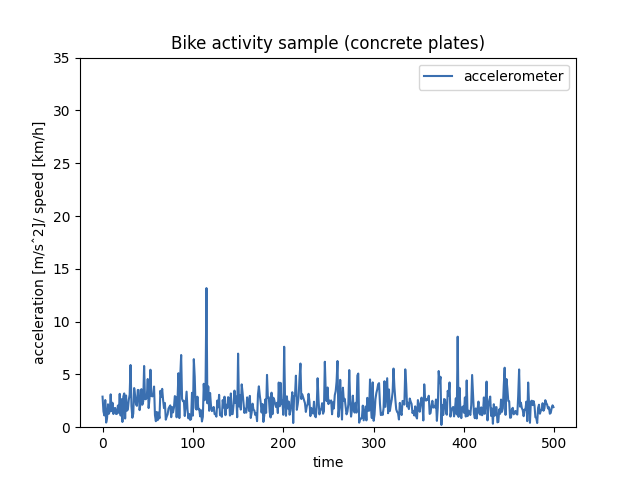 Bike activity sample (concrete plates)
accelerometer
35
30
25
20
15
10
5
0
acceleration [m/sˆ2]/ speed [km/h]
0 100 200 300 400 500
time